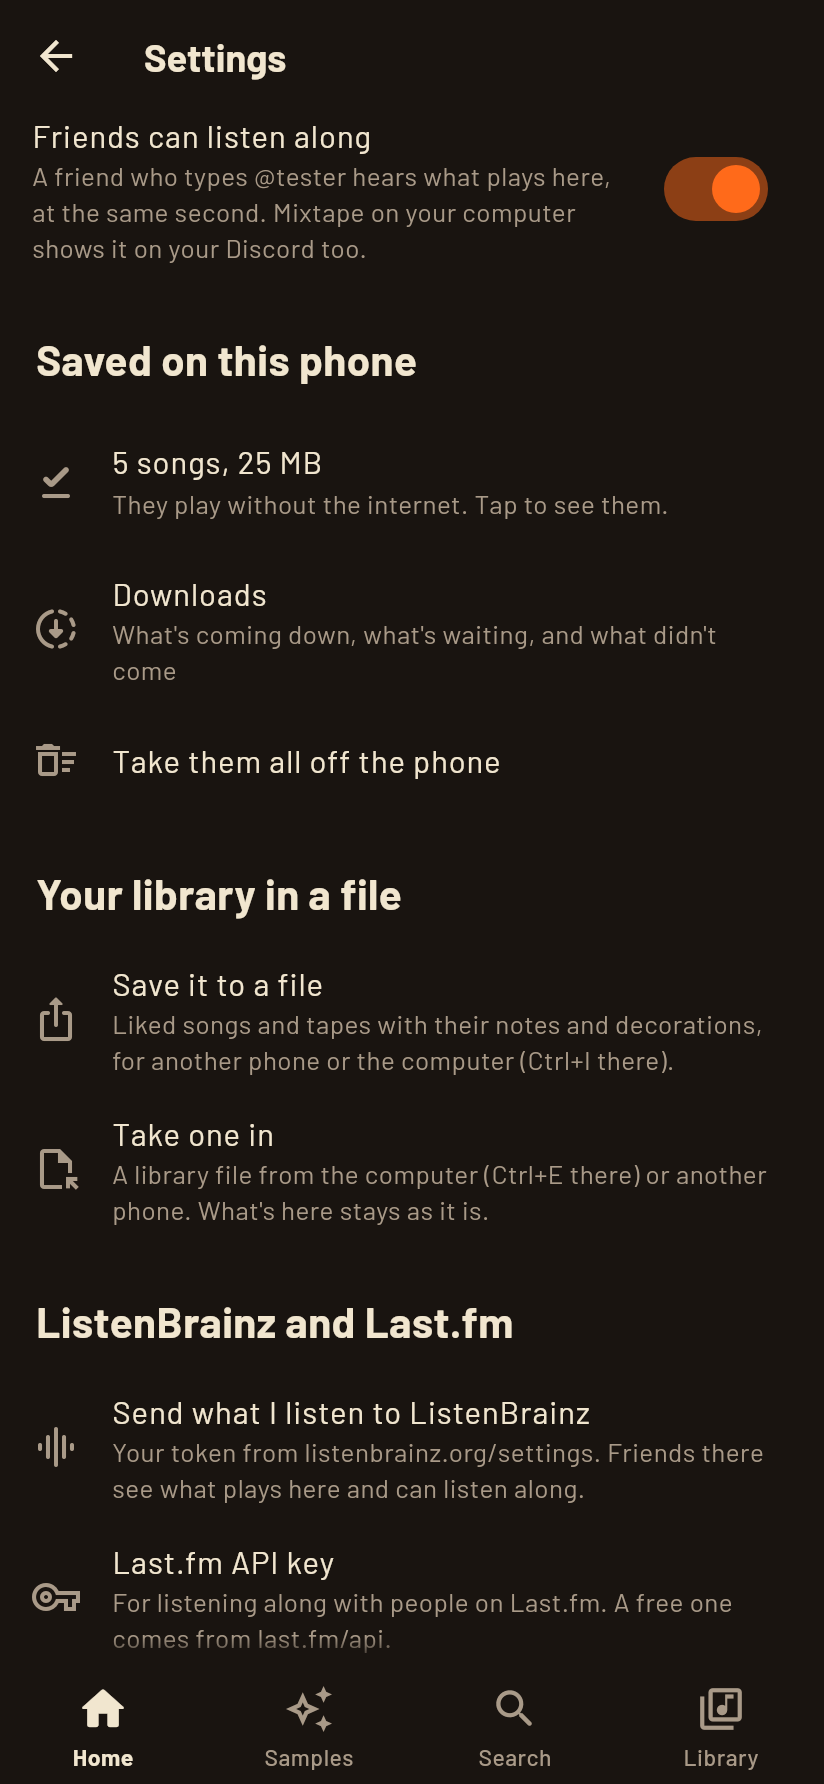 Settings
Friends can listen along
A friend who types @tester hears what plays here,
at the same second. Mixtape on your computer
shows it on your Discord too.
Saved on this phone
5 songs, 25 MB
They play without the internet. Tap to see them.
Downloads
What's coming down, what's waiting, and what didn't
come
Take them all off the phone
Your library in a file
Save it to a file
Liked songs and tapes with their notes and decorations,
for another phone or the computer (Ctrl+I there).
Take one in
A library file from the computer (Ctrl+E there) or another
phone. What's here stays as it is.
ListenBrainz and Last.fm
Send what I listen to ListenBrainz
Your token from listenbrainz.org/settings. Friends there
see what plays here and can listen along.
Last.fm API key
For listening along with people on Last.fm. A free one
comes from last.fm/api.
Home
Samples
Search
Library